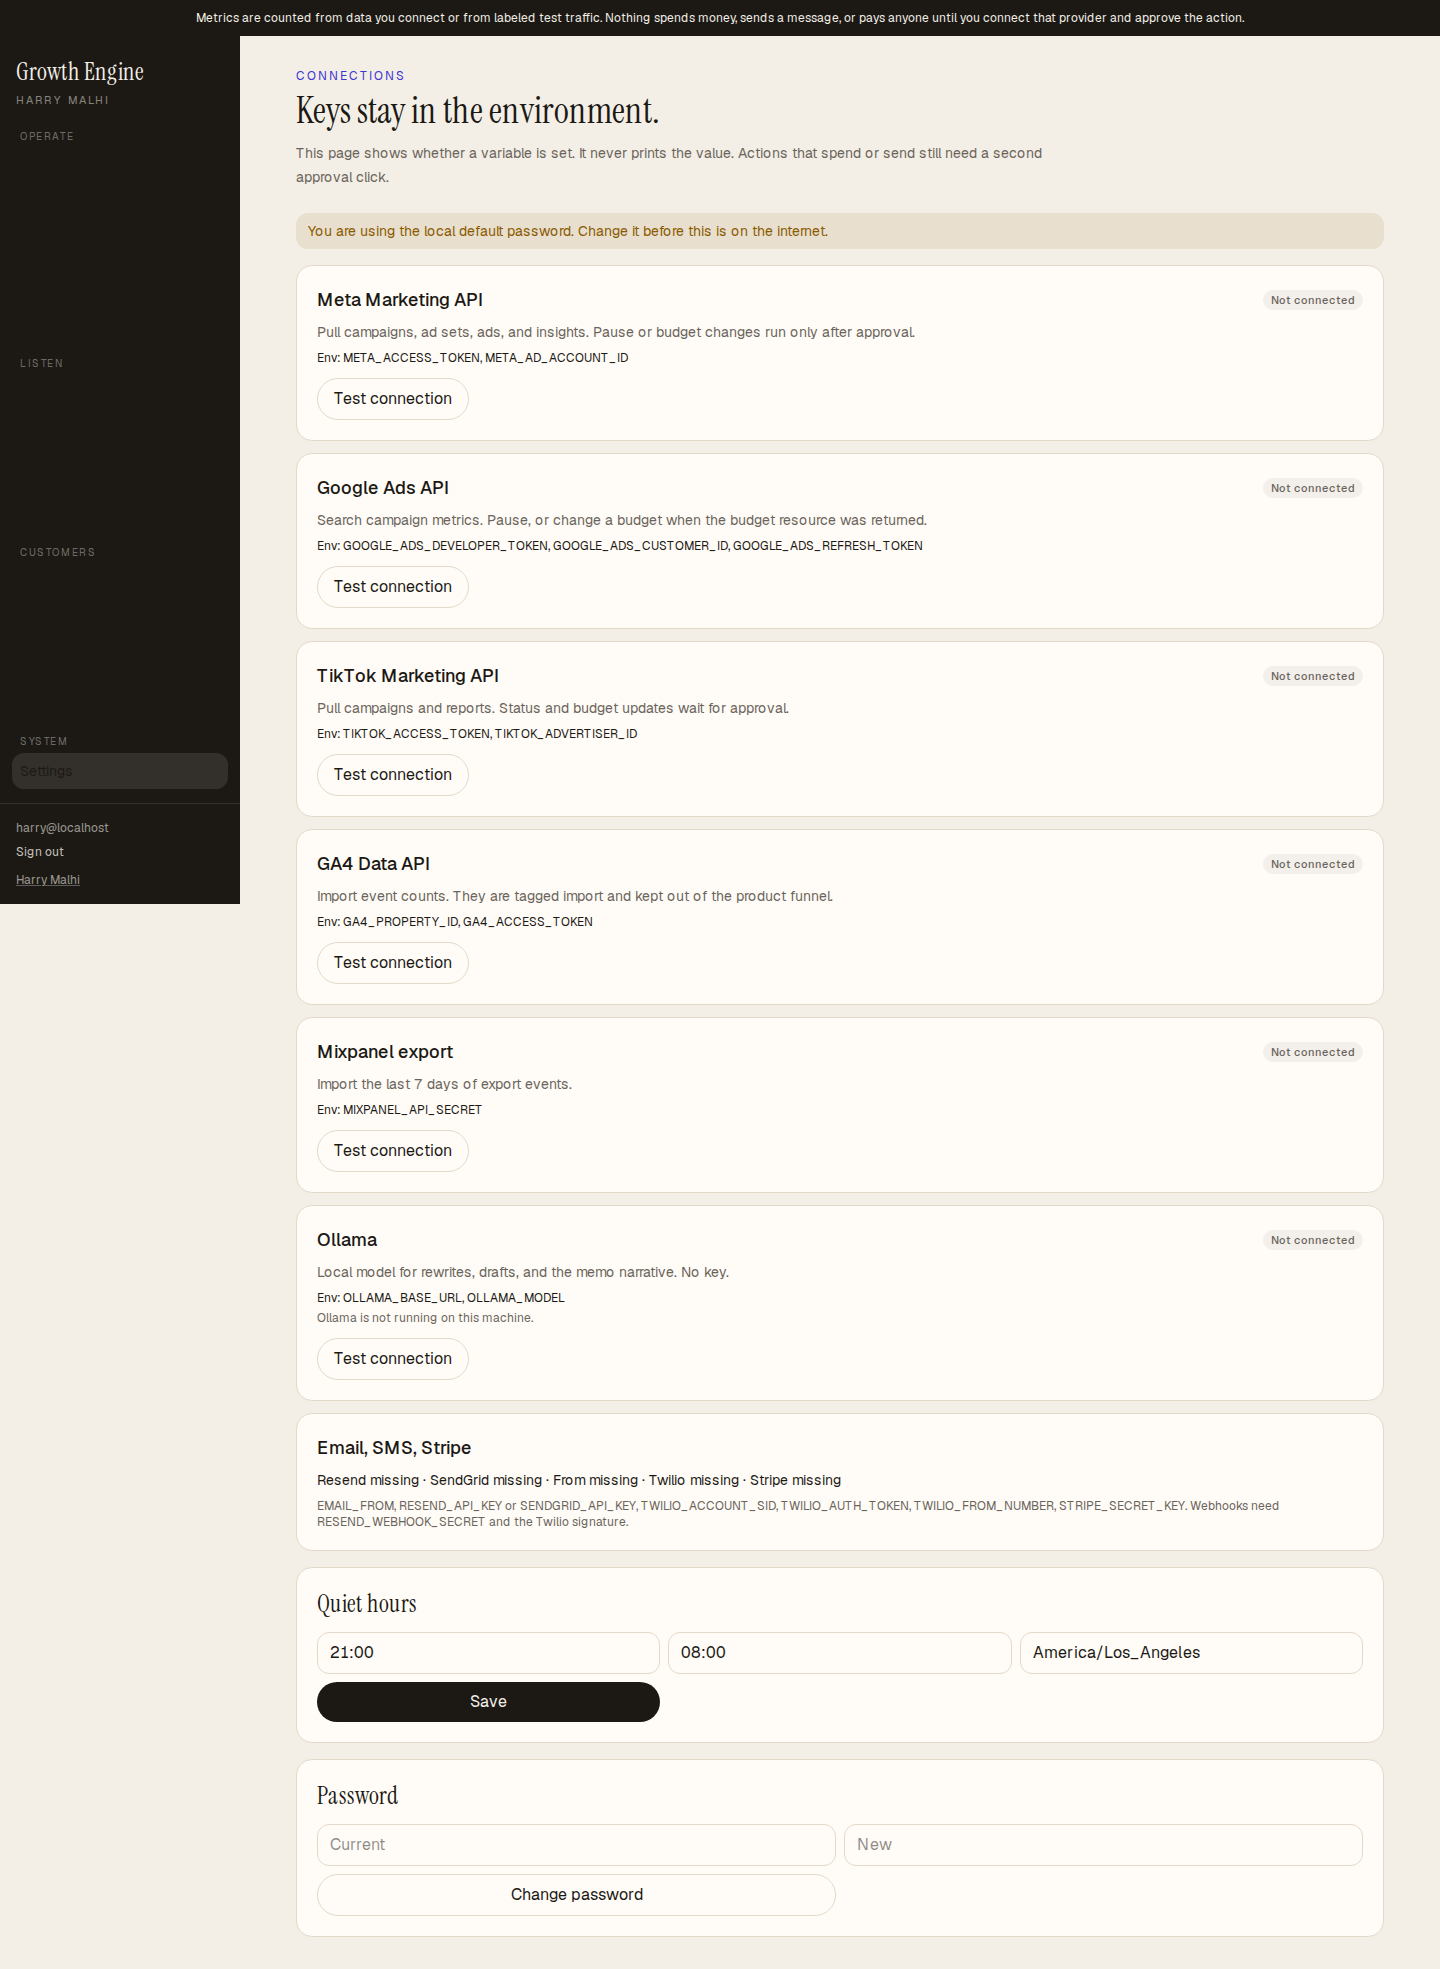 Metrics are counted from data you connect or from labeled test traffic. Nothing spends money, sends a message, or pays anyone until you connect that provider and approve the action.
Growth Engine
HARRY MALHI
OPERATE
LISTEN
CUSTOMERS
SYSTEM
Settings
harry@localhost
Sign out
Harry Malhi
CONNECTIONS
Keys stay in the environment.
This page shows whether a variable is set. It never prints the value. Actions that spend or send still need a second
approval click.
You are using the local default password. Change it before this is on the internet.
Meta Marketing API
Not connected
Pull campaigns, ad sets, ads, and insights. Pause or budget changes run only after approval.
Env: META_ACCESS_TOKEN, META_AD_ACCOUNT_ID
Test connection
Google Ads API
Not connected
Search campaign metrics. Pause, or change a budget when the budget resource was returned.
Env: GOOGLE_ADS_DEVELOPER_TOKEN, GOOGLE_ADS_CUSTOMER_ID, GOOGLE_ADS_REFRESH_TOKEN
Test connection
TikTok Marketing API
Not connected
Pull campaigns and reports. Status and budget updates wait for approval.
Env: TIKTOK_ACCESS_TOKEN, TIKTOK_ADVERTISER_ID
Test connection
GA4 Data API
Not connected
Import event counts. They are tagged import and kept out of the product funnel.
Env: GA4_PROPERTY_ID, GA4_ACCESS_TOKEN
Test connection
Mixpanel export
Not connected
Import the last 7 days of export events.
Env: MIXPANEL_API_SECRET
Test connection
Ollama
Not connected
Local model for rewrites, drafts, and the memo narrative. No key.
Env: OLLAMA_BASE_URL, OLLAMA_MODEL
Ollama is not running on this machine.
Test connection
Email, SMS, Stripe
Resend missing · SendGrid missing · From missing · Twilio missing · Stripe missing
EMAIL_FROM, RESEND_API_KEY or SENDGRID_API_KEY, TWILIO_ACCOUNT_SID, TWILIO_AUTH_TOKEN, TWILIO_FROM_NUMBER, STRIPE_SECRET_KEY. Webhooks need
RESEND_WEBHOOK_SECRET and the Twilio signature.
Quiet hours
21:00
08:00
America/Los_Angeles
Save
Password
Current
New
Change password